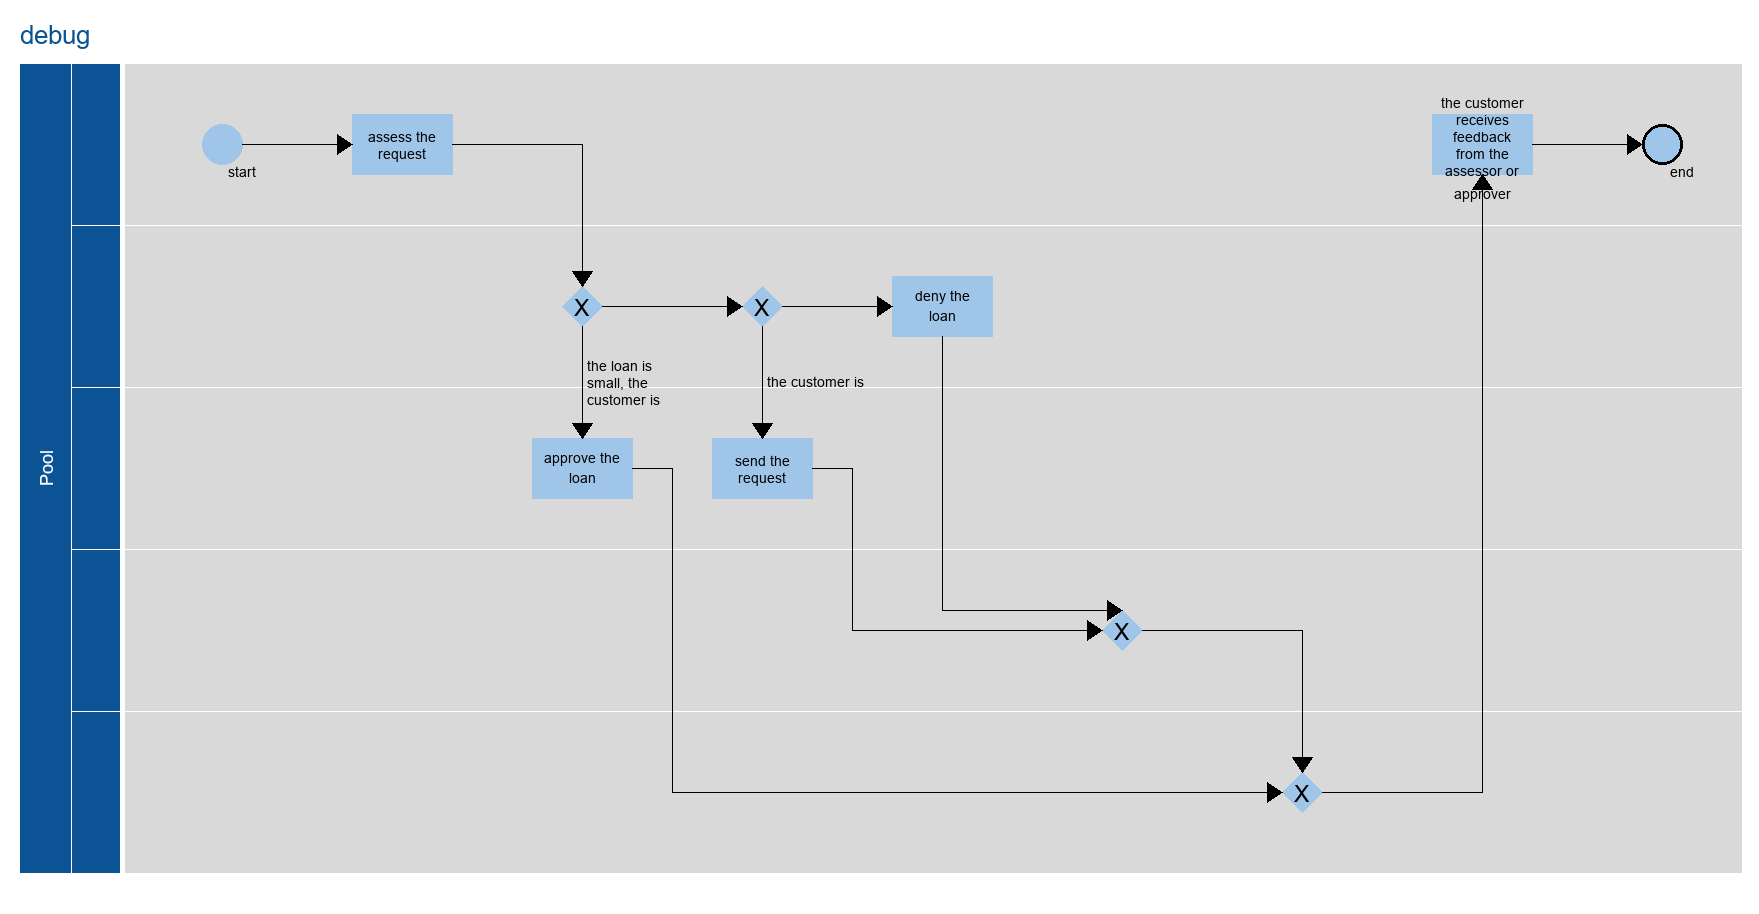 debug
Pool
start
assess the
request
the customer
receives
feedback
from the
assessor or
approver
end
X
X
deny the
loan
the loan is
small, the
customer is
the customer is
approve the
loan
send the
request
X
X